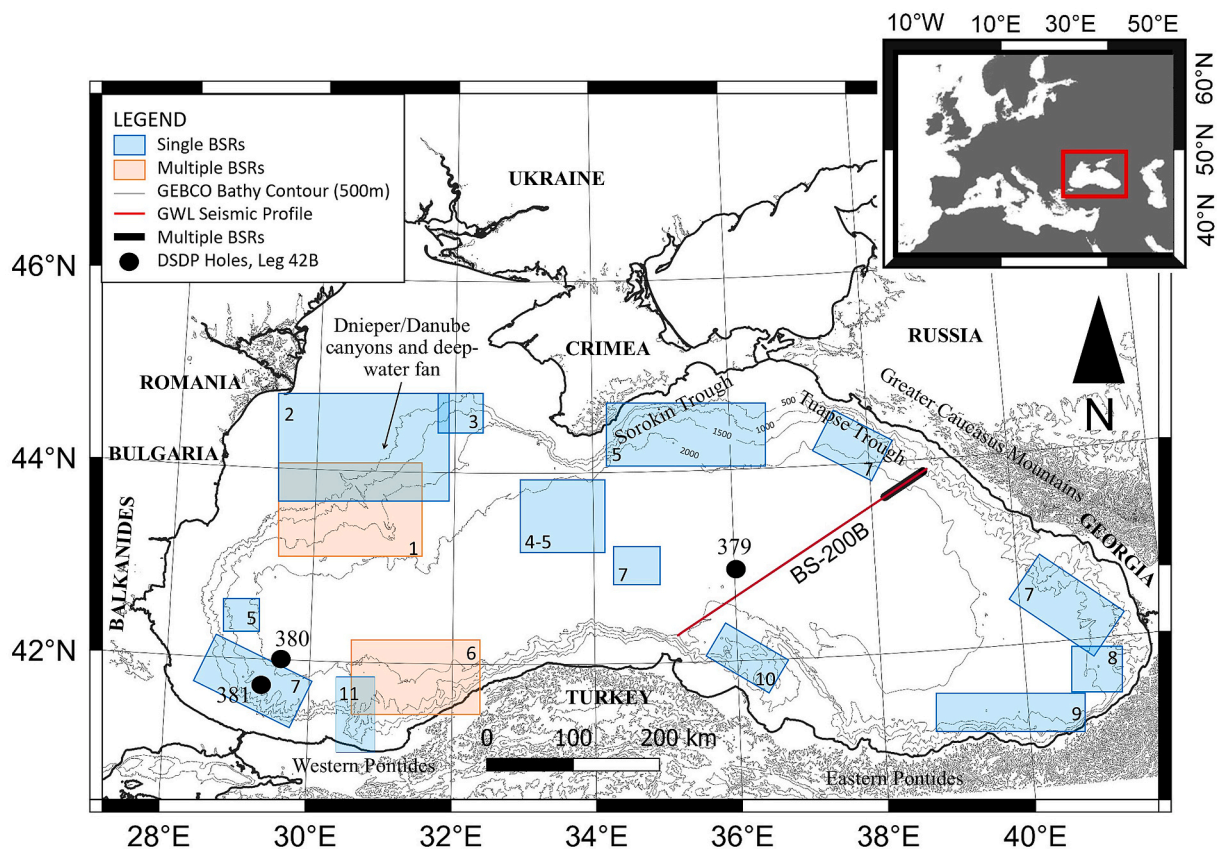 10°W 10°E 30°E 50°E
60°N
50°N
40°N
LEGEND
Single BSRs
Multiple BSRs
GEBCO Bathy Contour (500m)
GWL Seismic Profile
Multiple BSRs
DSDP Holes, Leg 42B
UKRAINE
46°N
Dnieper/Danube
canyons and deep-
water fan
CRIMEA
RUSSIA
ROMANIA
N
Greater Caucasus Mountains
Sorokin Trough
Tuapse Trough
500
1000
1500
2000
2
3
5
1
44°N
BULGARIA
1
4-5
7
379
BS-200B
GEORGIA
BALKANIDES
5
380
381
7
42°N
6
11
10
7
8
9
TURKEY
0 100 200 km
Western Pontides
Eastern Pontides
28°E 30°E 32°E 34°E 36°E 38°E 40°E